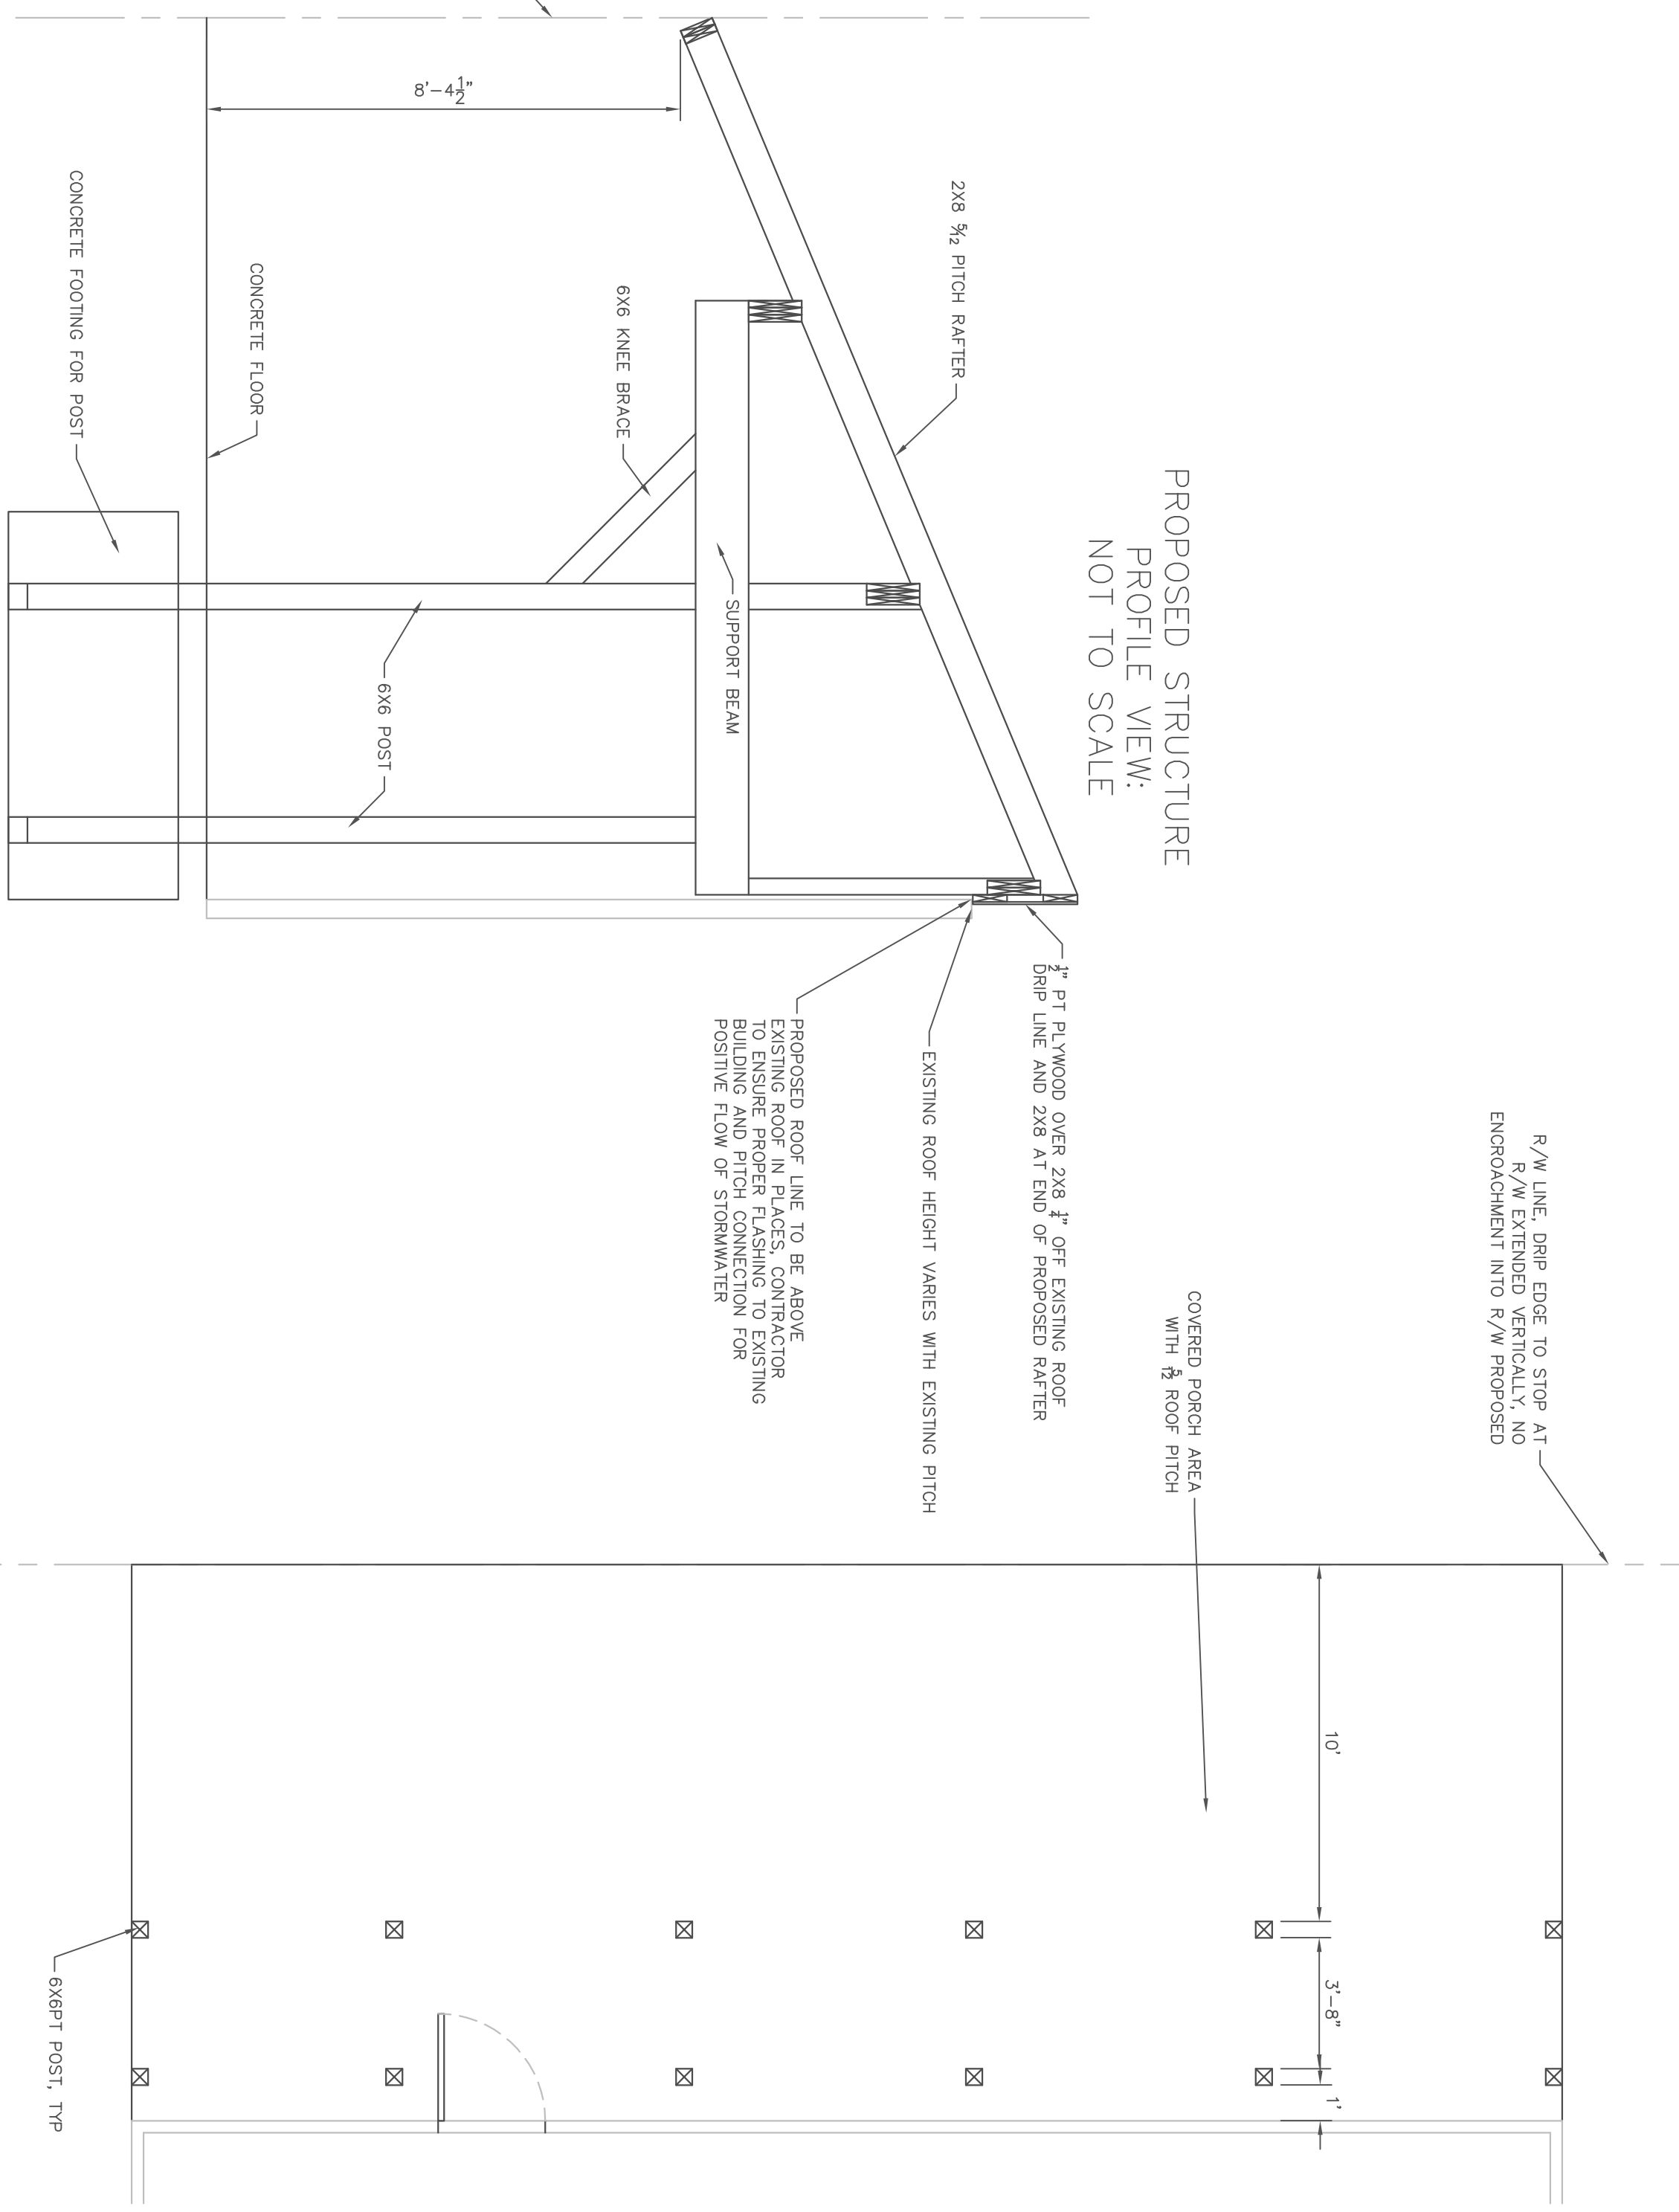 PROPOSED STRUCTURE
PROFILE VIEW:
NOT TO SCALE
2X8 5/12 PITCH RAFTER
8'-4 1/2"
6X6 KNEE BRACE
SUPPORT BEAM
6X6 POST
CONCRETE FLOOR
CONCRETE FOOTING FOR POST
1/2" PT PLYWOOD OVER 2X8 1/4" OFF EXISTING ROOF
DRIP LINE AND 2X8 AT END OF PROPOSED RAFTER
EXISTING ROOF HEIGHT VARIES WITH EXISTING PITCH
PROPOSED ROOF LINE TO BE ABOVE
EXISTING ROOF IN PLACES, CONTRACTOR
TO ENSURE PROPER FLASHING TO EXISTING
BUILDING AND PITCH CONNECTION FOR
POSITIVE FLOW OF STORMWATER
R/W LINE, DRIP EDGE TO STOP AT
R/W EXTENDED VERTICALLY, NO
ENCROACHMENT INTO R/W PROPOSED
COVERED PORCH AREA
WITH 5/12 ROOF PITCH
10'
3'-8"
1'
6X6PT POST, TYP